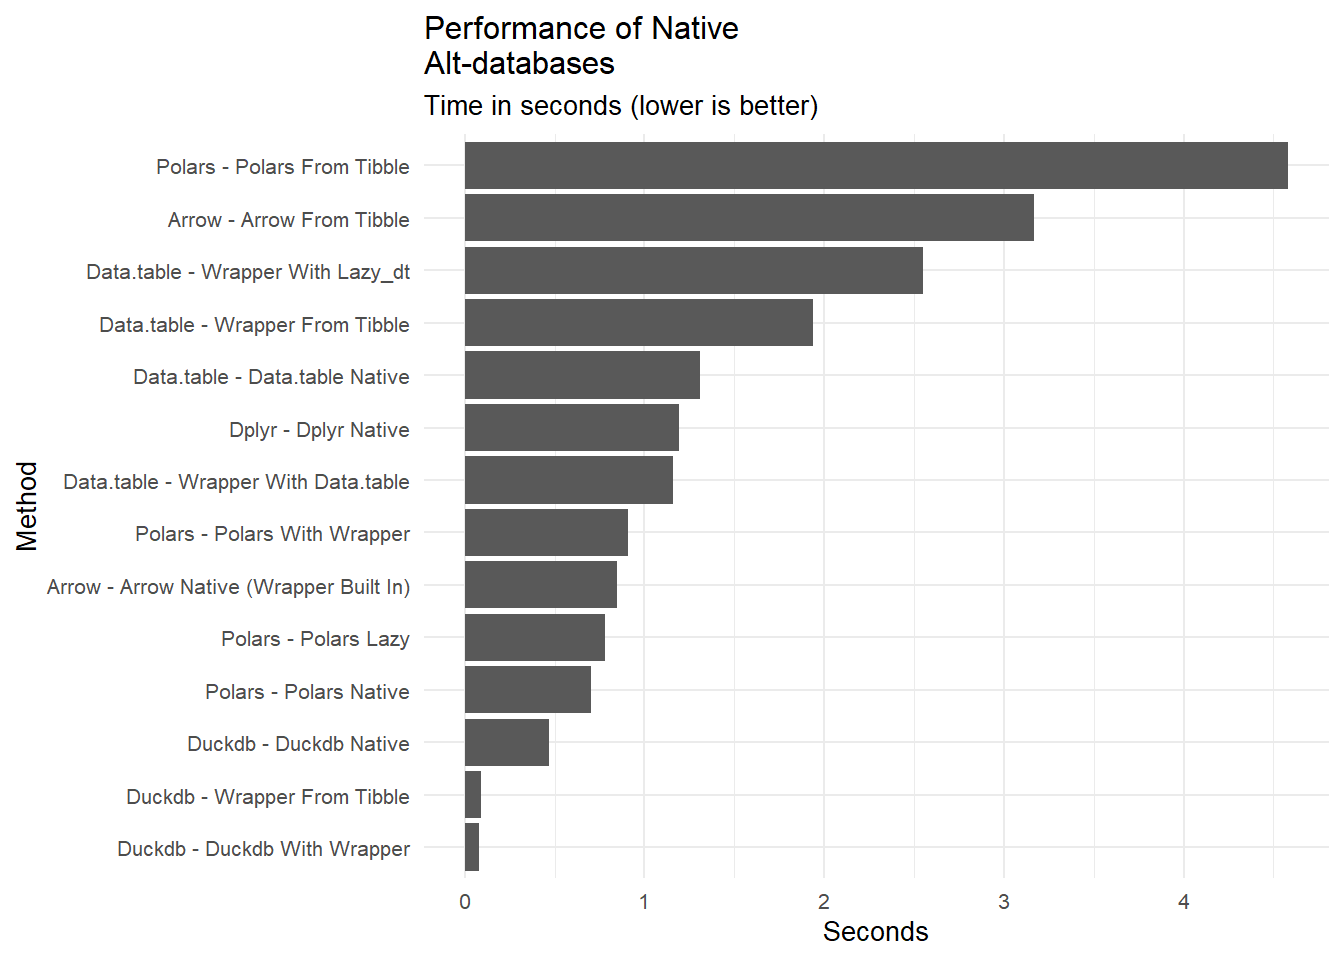 Performance of Native
Alt-databases
Time in seconds (lower is better)
Method
Polars - Polars From Tibble
Arrow - Arrow From Tibble
Data.table - Wrapper With Lazy_dt
Data.table - Wrapper From Tibble
Data.table - Data.table Native
Dplyr - Dplyr Native
Data.table - Wrapper With Data.table
Polars - Polars With Wrapper
Arrow - Arrow Native (Wrapper Built In)
Polars - Polars Lazy
Polars - Polars Native
Duckdb - Duckdb Native
Duckdb - Wrapper From Tibble
Duckdb - Duckdb With Wrapper
0 1 2 3 4
Seconds